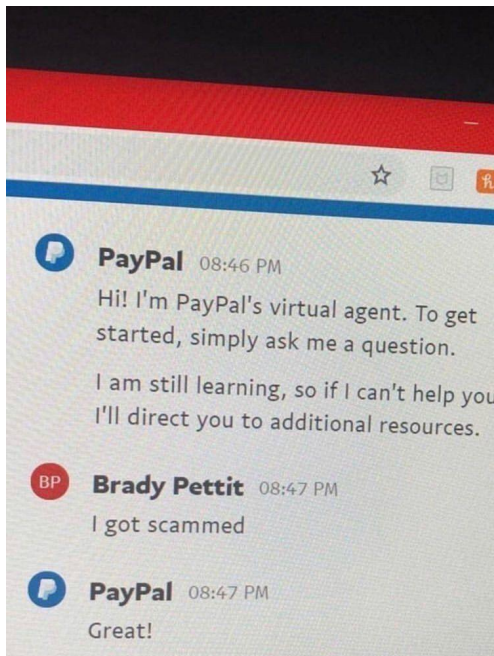 PayPal 08:46 PM
Hi! I'm PayPal's virtual agent. To get
started, simply ask me a question.
I am still learning, so if I can't help you
I'll direct you to additional resources.
BP
Brady Pettit 08:47 PM
I got scammed
PayPal 08:47 PM
Great!